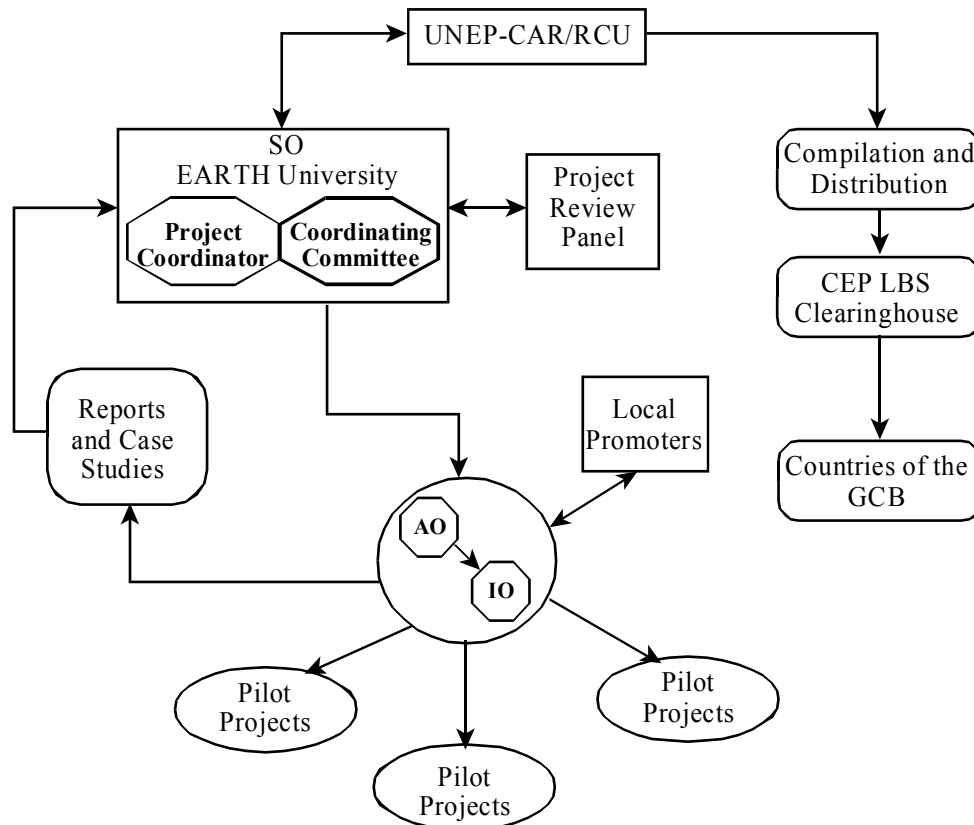 UNEP-CAR/RCU
SO
EARTH University
Project
Coordinator
Coordinating
Committee
Project
Review
Panel
Compilation and
Distribution
CEP LBS
Clearinghouse
Countries of the
GCB
Reports
and Case
Studies
Local
Promoters
AO
IO
Pilot
Projects
Pilot
Projects
Pilot
Projects